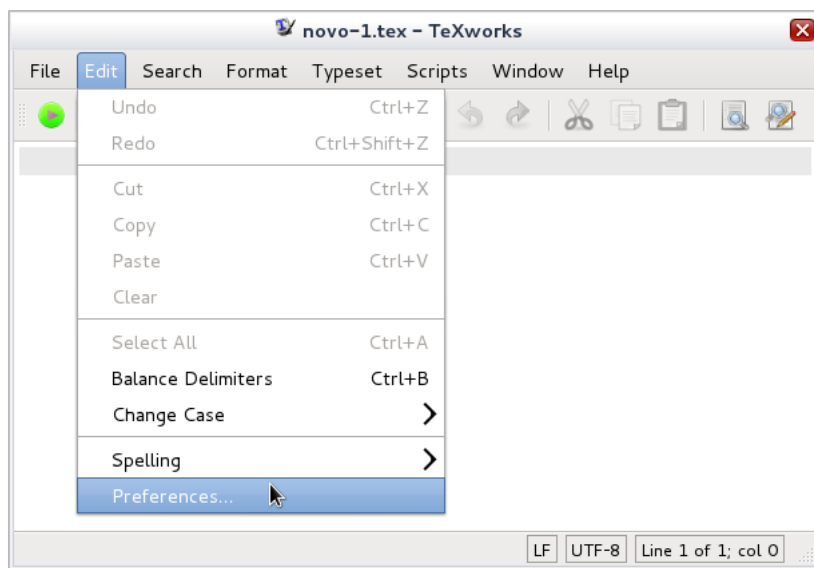 novo-1.tex - TeXworks
File Edit Search Format Typeset Scripts Window Help
Undo Ctrl+Z
Redo Ctrl+Shift+Z
Cut Ctrl+X
Copy Ctrl+C
Paste Ctrl+V
Clear
Select All Ctrl+A
Balance Delimiters Ctrl+B
Change Case
Spelling
Preferences...
LF UTF-8 Line 1 of 1; col 0